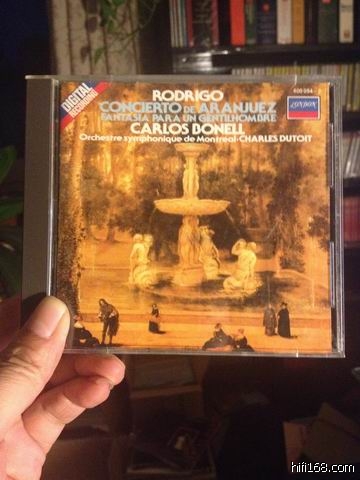 DIGITAL
RECORDING
RODRIGO
CONCIERTO DE ARANJUEZ
FANTASIA PARA UN GENTILHOMBRE
CARLOS BONELL
Orchestre symphonique de Montréal·CHARLES DUTOIT
LONDON
hifi168.com